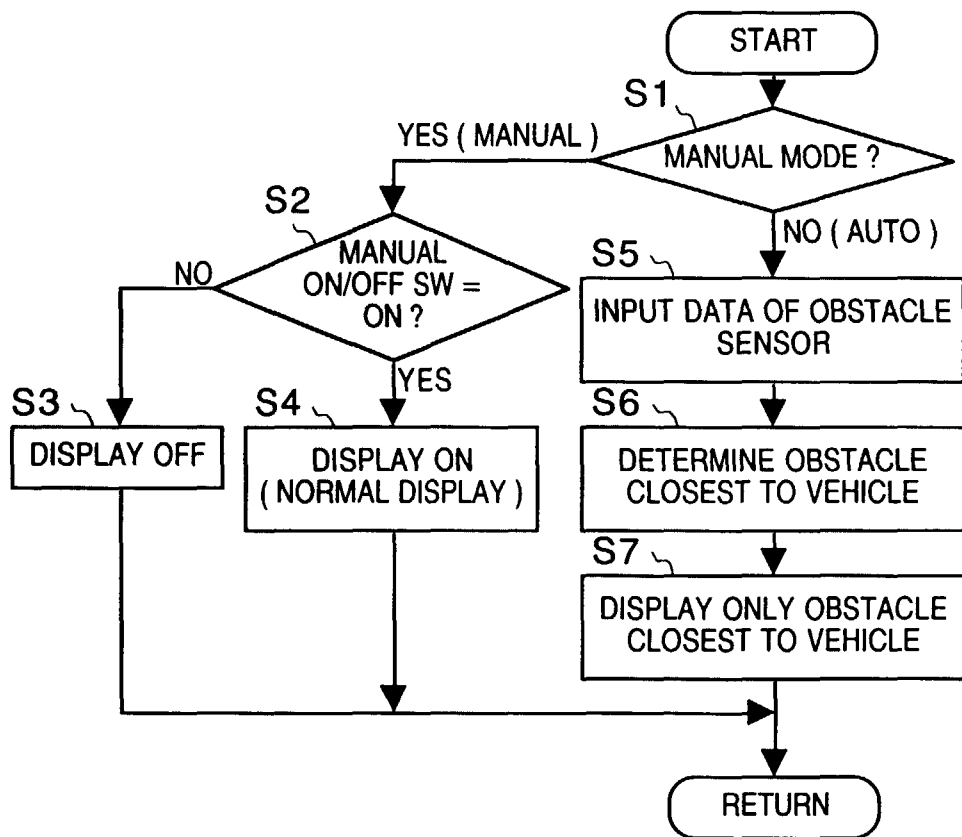 START
S1
YES ( MANUAL )
MANUAL MODE ?
S2
NO ( AUTO )
MANUAL
ON/OFF SW =
ON ?
NO
S5
INPUT DATA OF OBSTACLE
SENSOR
YES
S3
DISPLAY OFF
S4
DISPLAY ON
( NORMAL DISPLAY )
S6
DETERMINE OBSTACLE
CLOSEST TO VEHICLE
S7
DISPLAY ONLY OBSTACLE
CLOSEST TO VEHICLE
RETURN